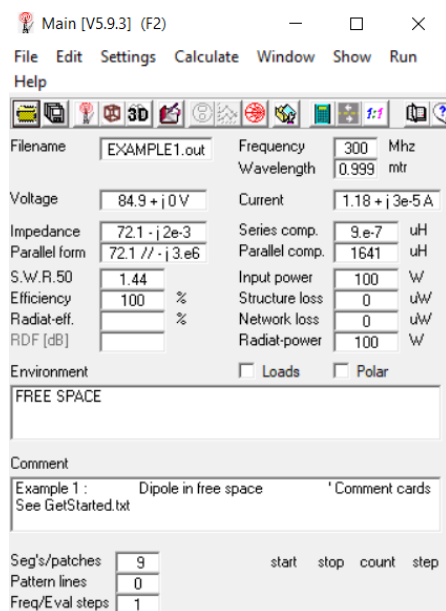 Main [V5.9.3] (F2)
File Edit Settings Calculate Window Show Run
Help
3D 1:1
Filename EXAMPLE1.out Frequency 300 Mhz
Wavelength 0.999 mtr
Voltage 84.9 + j 0 V Current 1.18 + j 3e-5 A
Impedance 72.1 - j 2e-3 Series comp. 9.e-7 uH
Parallel form 72.1 // - j 3.e6 Parallel comp. 1641 uH
S.W.R.50 1.44 Input power 100 W
Efficiency 100 % Structure loss 0 uW
Radiat-eff. % Network loss 0 uW
RDF [dB] Radiat-power 100 W
Environment Loads Polar
FREE SPACE
Comment
Example 1 : Dipole in free space ' Comment cards
See GetStarted.txt
Seg's/patches 9 start stop count step
Pattern lines 0
Freq/Eval steps 1